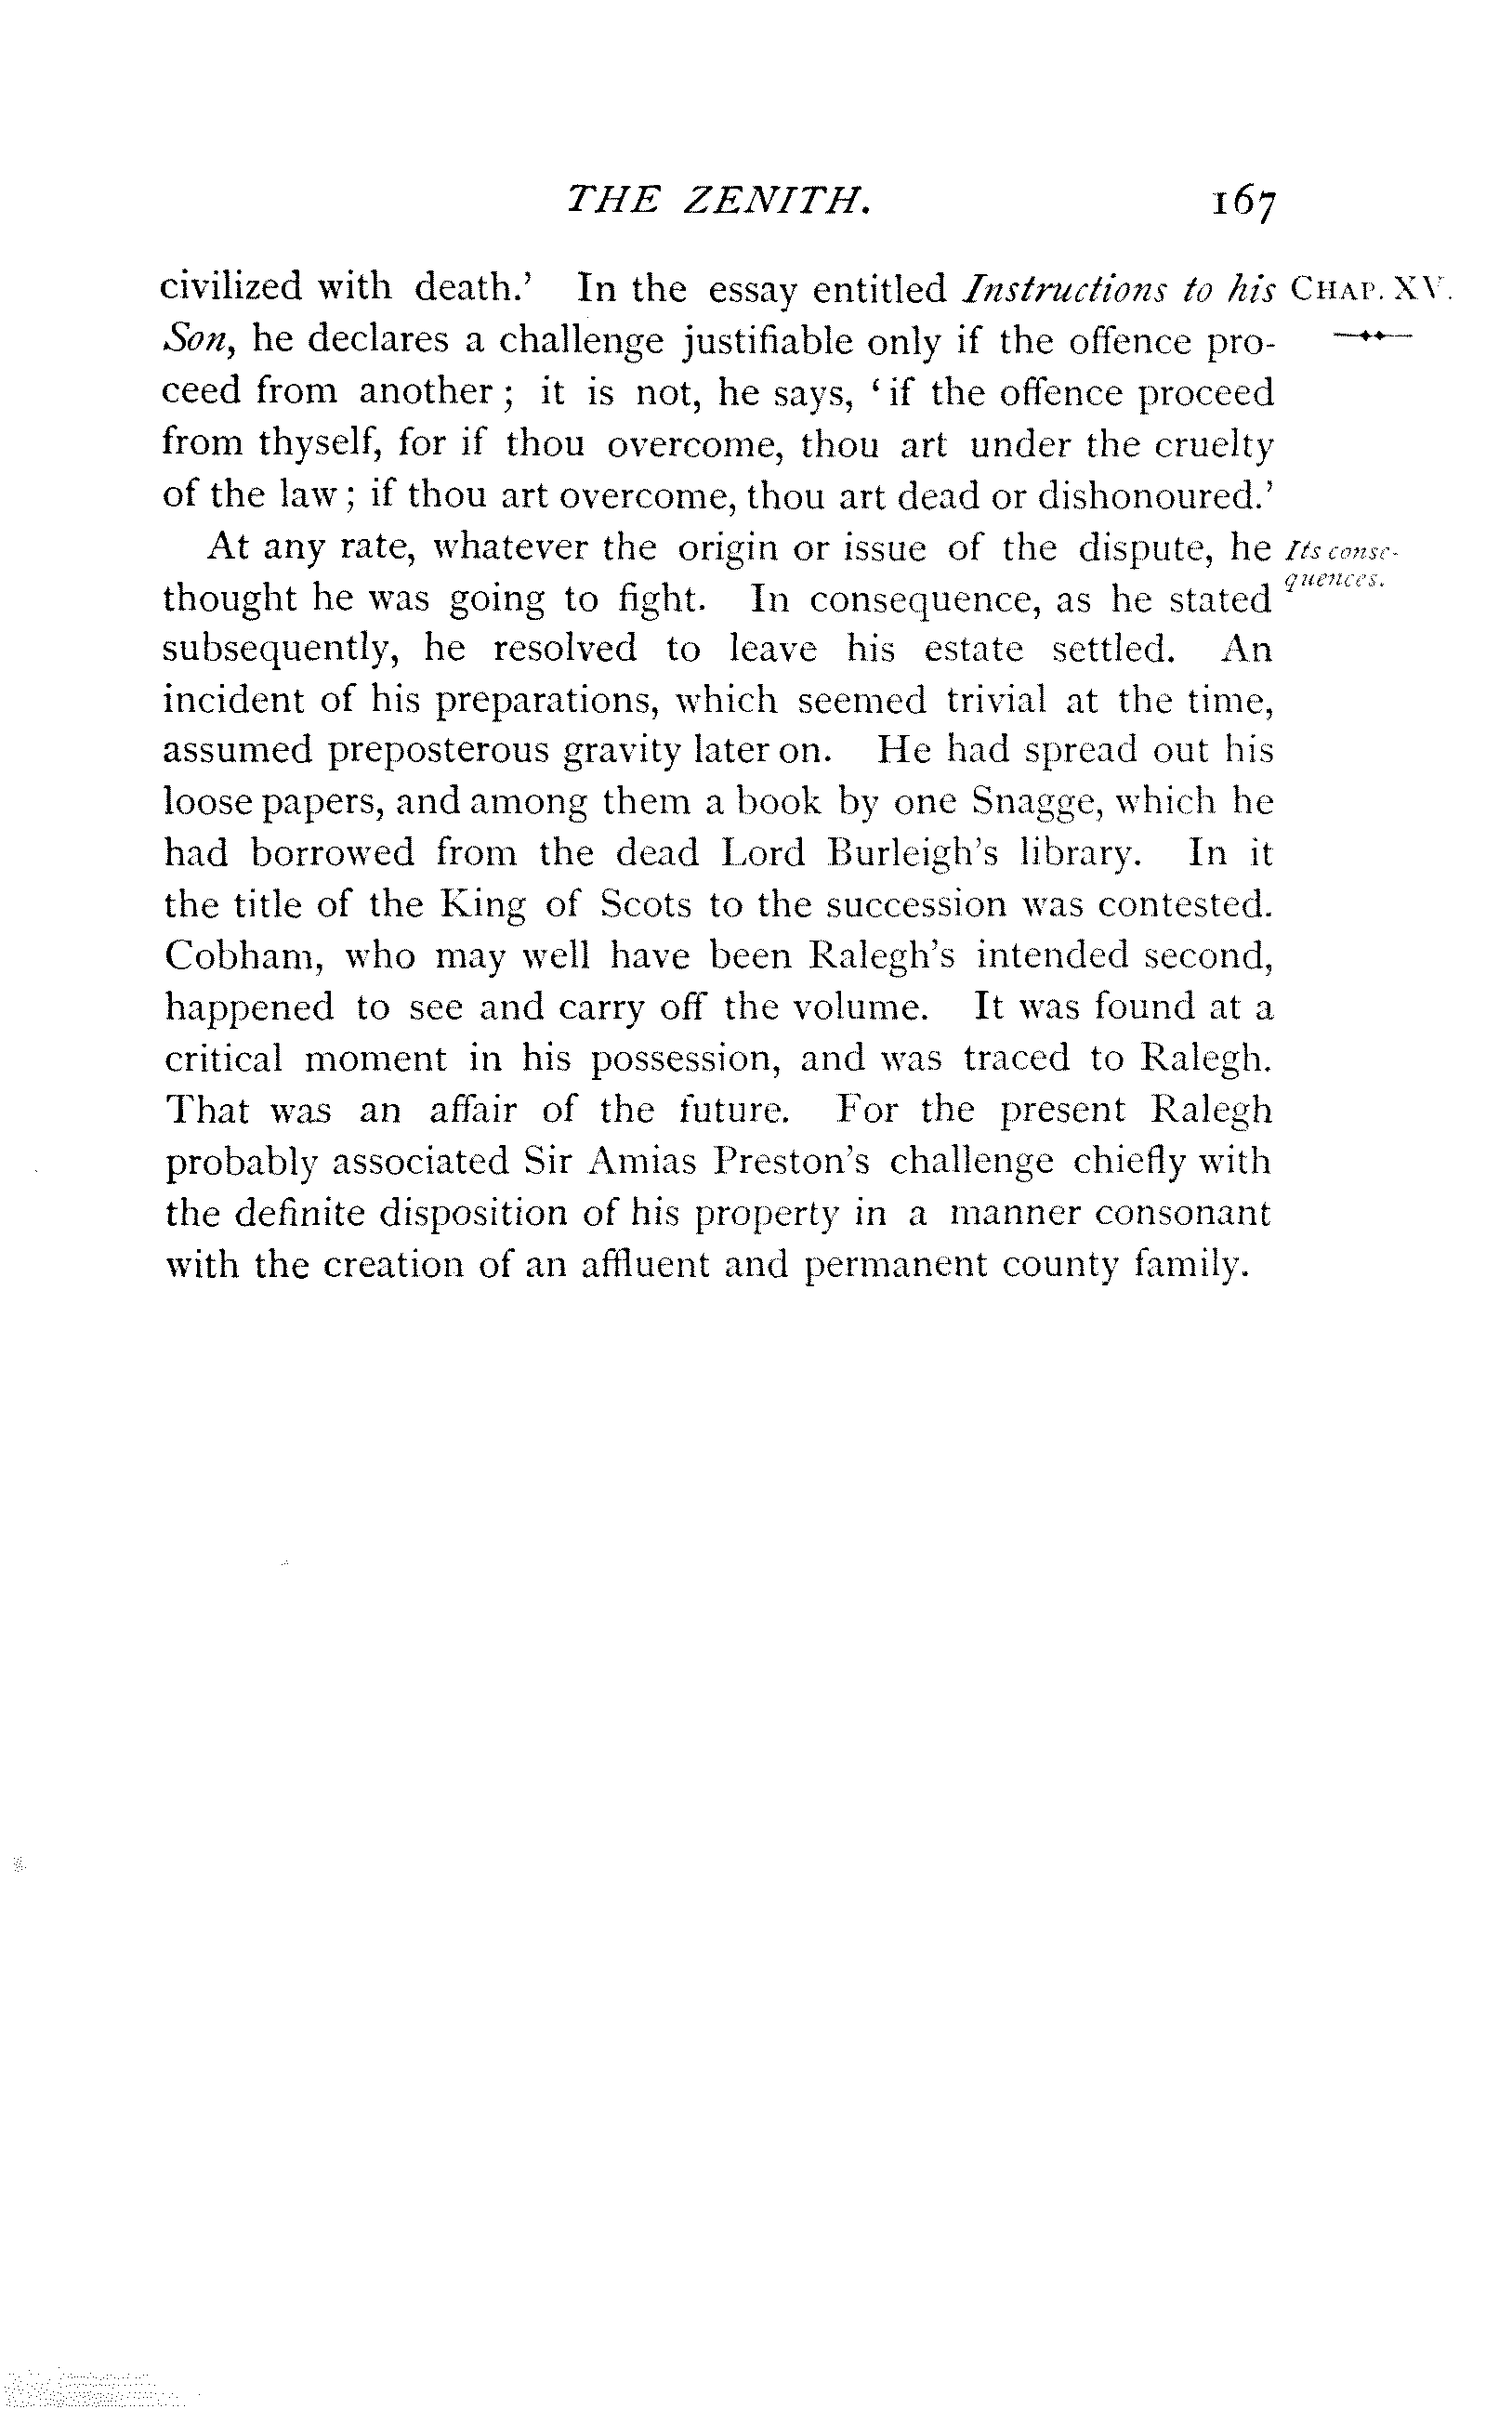 THE ZENITH. 167
civilized with death.' In the essay entitled Instructions to his CHAP. XV.
Son, he declares a challenge justifiable only if the offence pro-
ceed from another ; it is not, he says, ‘ if the offence proceed
from thyself, for if thou overcome, thou art under the cruelty
of the law ; if thou art overcome, thou art dead or dishonoured.’
At any rate, whatever the origin or issue of the dispute, he Its conse-
thought he was going to fight. In consequence, as he stated quences.
subsequently, he resolved to leave his estate settled. An
incident of his preparations, which seemed trivial at the time,
assumed preposterous gravity later on. He had spread out his
loose papers, and among them a book by one Snagge, which he
had borrowed from the dead Lord Burleigh's library. In it
the title of the King of Scots to the succession was contested.
Cobham, who may well have been Ralegh's intended second,
happened to see and carry off the volume. It was found at a
critical moment in his possession, and was traced to Ralegh.
That was an affair of the future. For the present Ralegh
probably associated Sir Amias Preston's challenge chiefly with
the definite disposition of his property in a manner consonant
with the creation of an affluent and permanent county family.